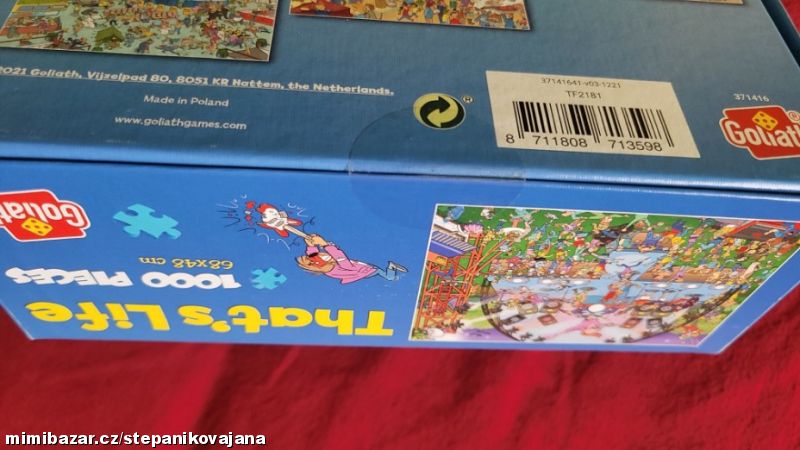 2021 Goliath, Vijzelpad 80, 8051 KR Hattem, the Netherlands.
Made in Poland
www.goliathgames.com
37141641-v03-1221
TF2181
8 711808 713598
371416
Goliath®
Goliath
1000 PIECES
68x48 cm
That's Life
mimibazar.cz/stepanikovajana